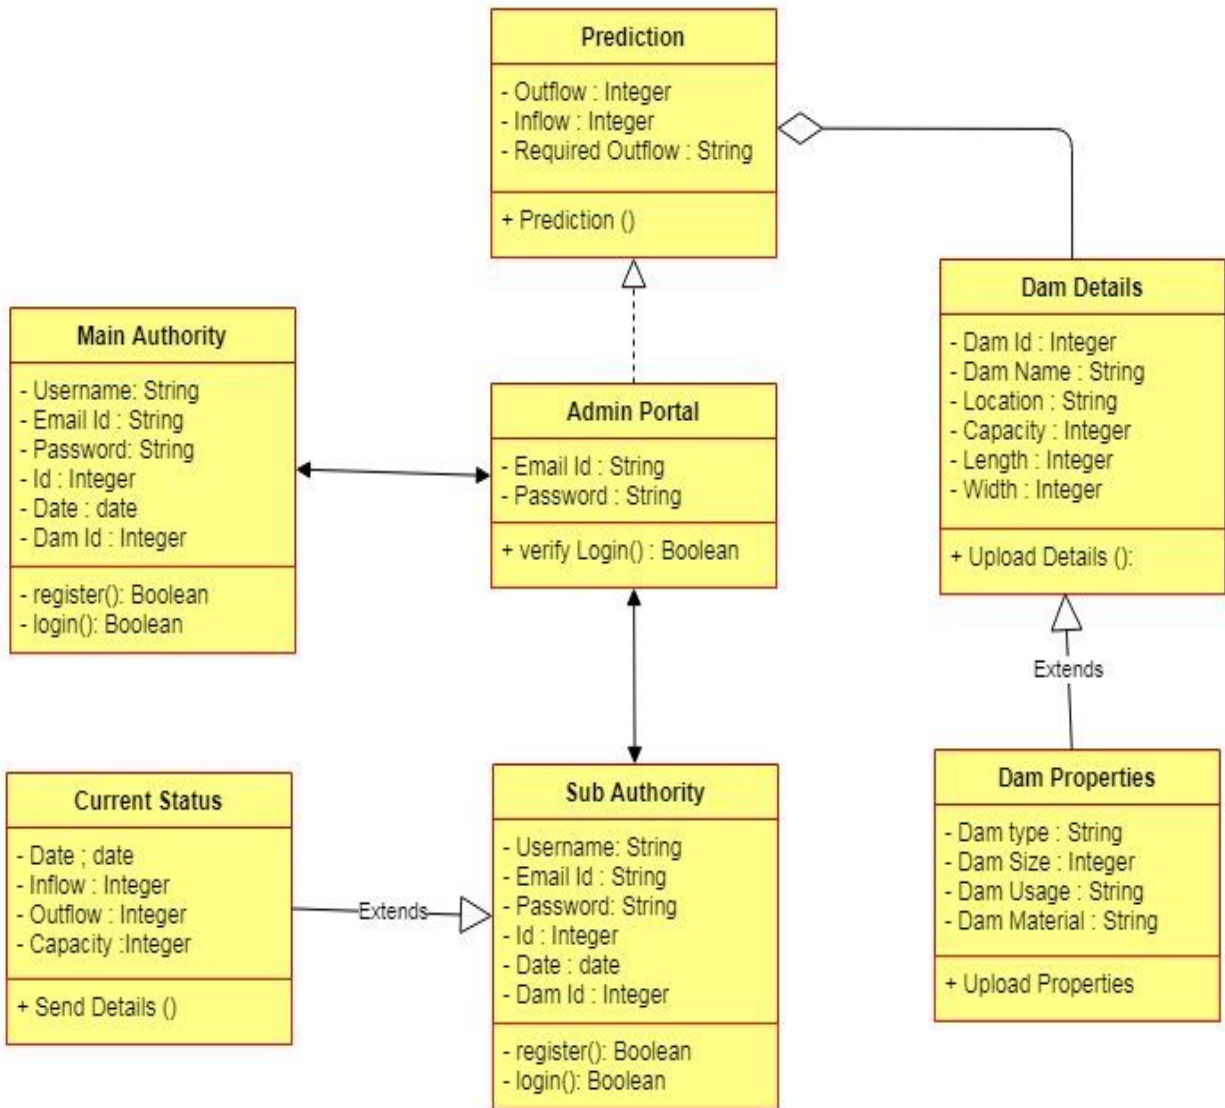 Prediction
- Outflow : Integer
- Inflow : Integer
- Required Outflow : String
+ Prediction ()
Dam Details
- Dam Id : Integer
- Dam Name : String
- Location : String
- Capacity : Integer
- Length : Integer
- Width : Integer
+ Upload Details ():
Main Authority
- Username: String
- Email Id : String
- Password: String
- Id : Integer
- Date : date
- Dam Id : Integer
- register(): Boolean
- login(): Boolean
Admin Portal
- Email Id : String
- Password : String
+ verify Login() : Boolean
Extends
Dam Properties
- Dam type : String
- Dam Size : Integer
- Dam Usage : String
- Dam Material : String
+ Upload Properties
Current Status
- Date ; date
- Inflow : Integer
- Outflow : Integer
- Capacity :Integer
+ Send Details ()
Extends
Sub Authority
- Username: String
- Email Id : String
- Password: String
- Id : Integer
- Date : date
- Dam Id : Integer
- register(): Boolean
- login(): Boolean